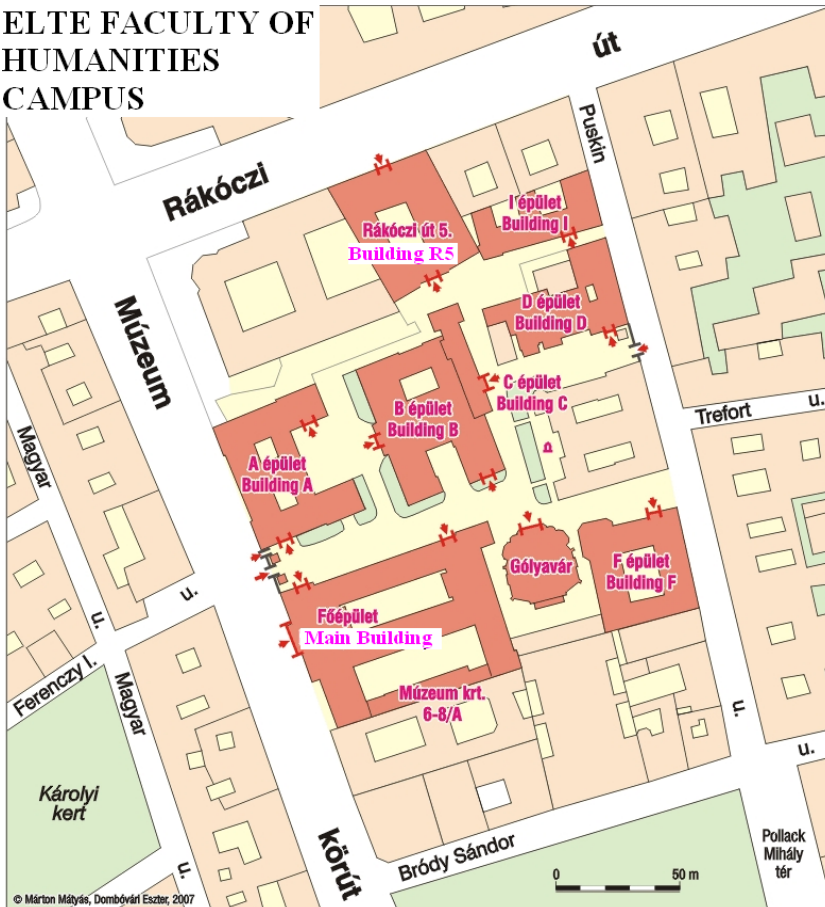 ELTE FACULTY OF
HUMANITIES
CAMPUS
út
Puskin
Rákóczi
I épület
Building I
Rákóczi út 5.
Building R5
D épület
Building D
Múzeum
C épület
Building C
B épület
Building B
Trefort
u.
Magyar
A épület
Building A
Gólyavár
F épület
Building F
u.
u.
Főépület
Main Building
Ferenczy I.
Magyar
Múzeum krt.
6-8/A
u.
u.
Károlyi
kert
körút
Bródy Sándor
Pollack
Mihály
tér
u.
0
50 m
© Márton Mátyás, Dombóvári Eszter, 2007